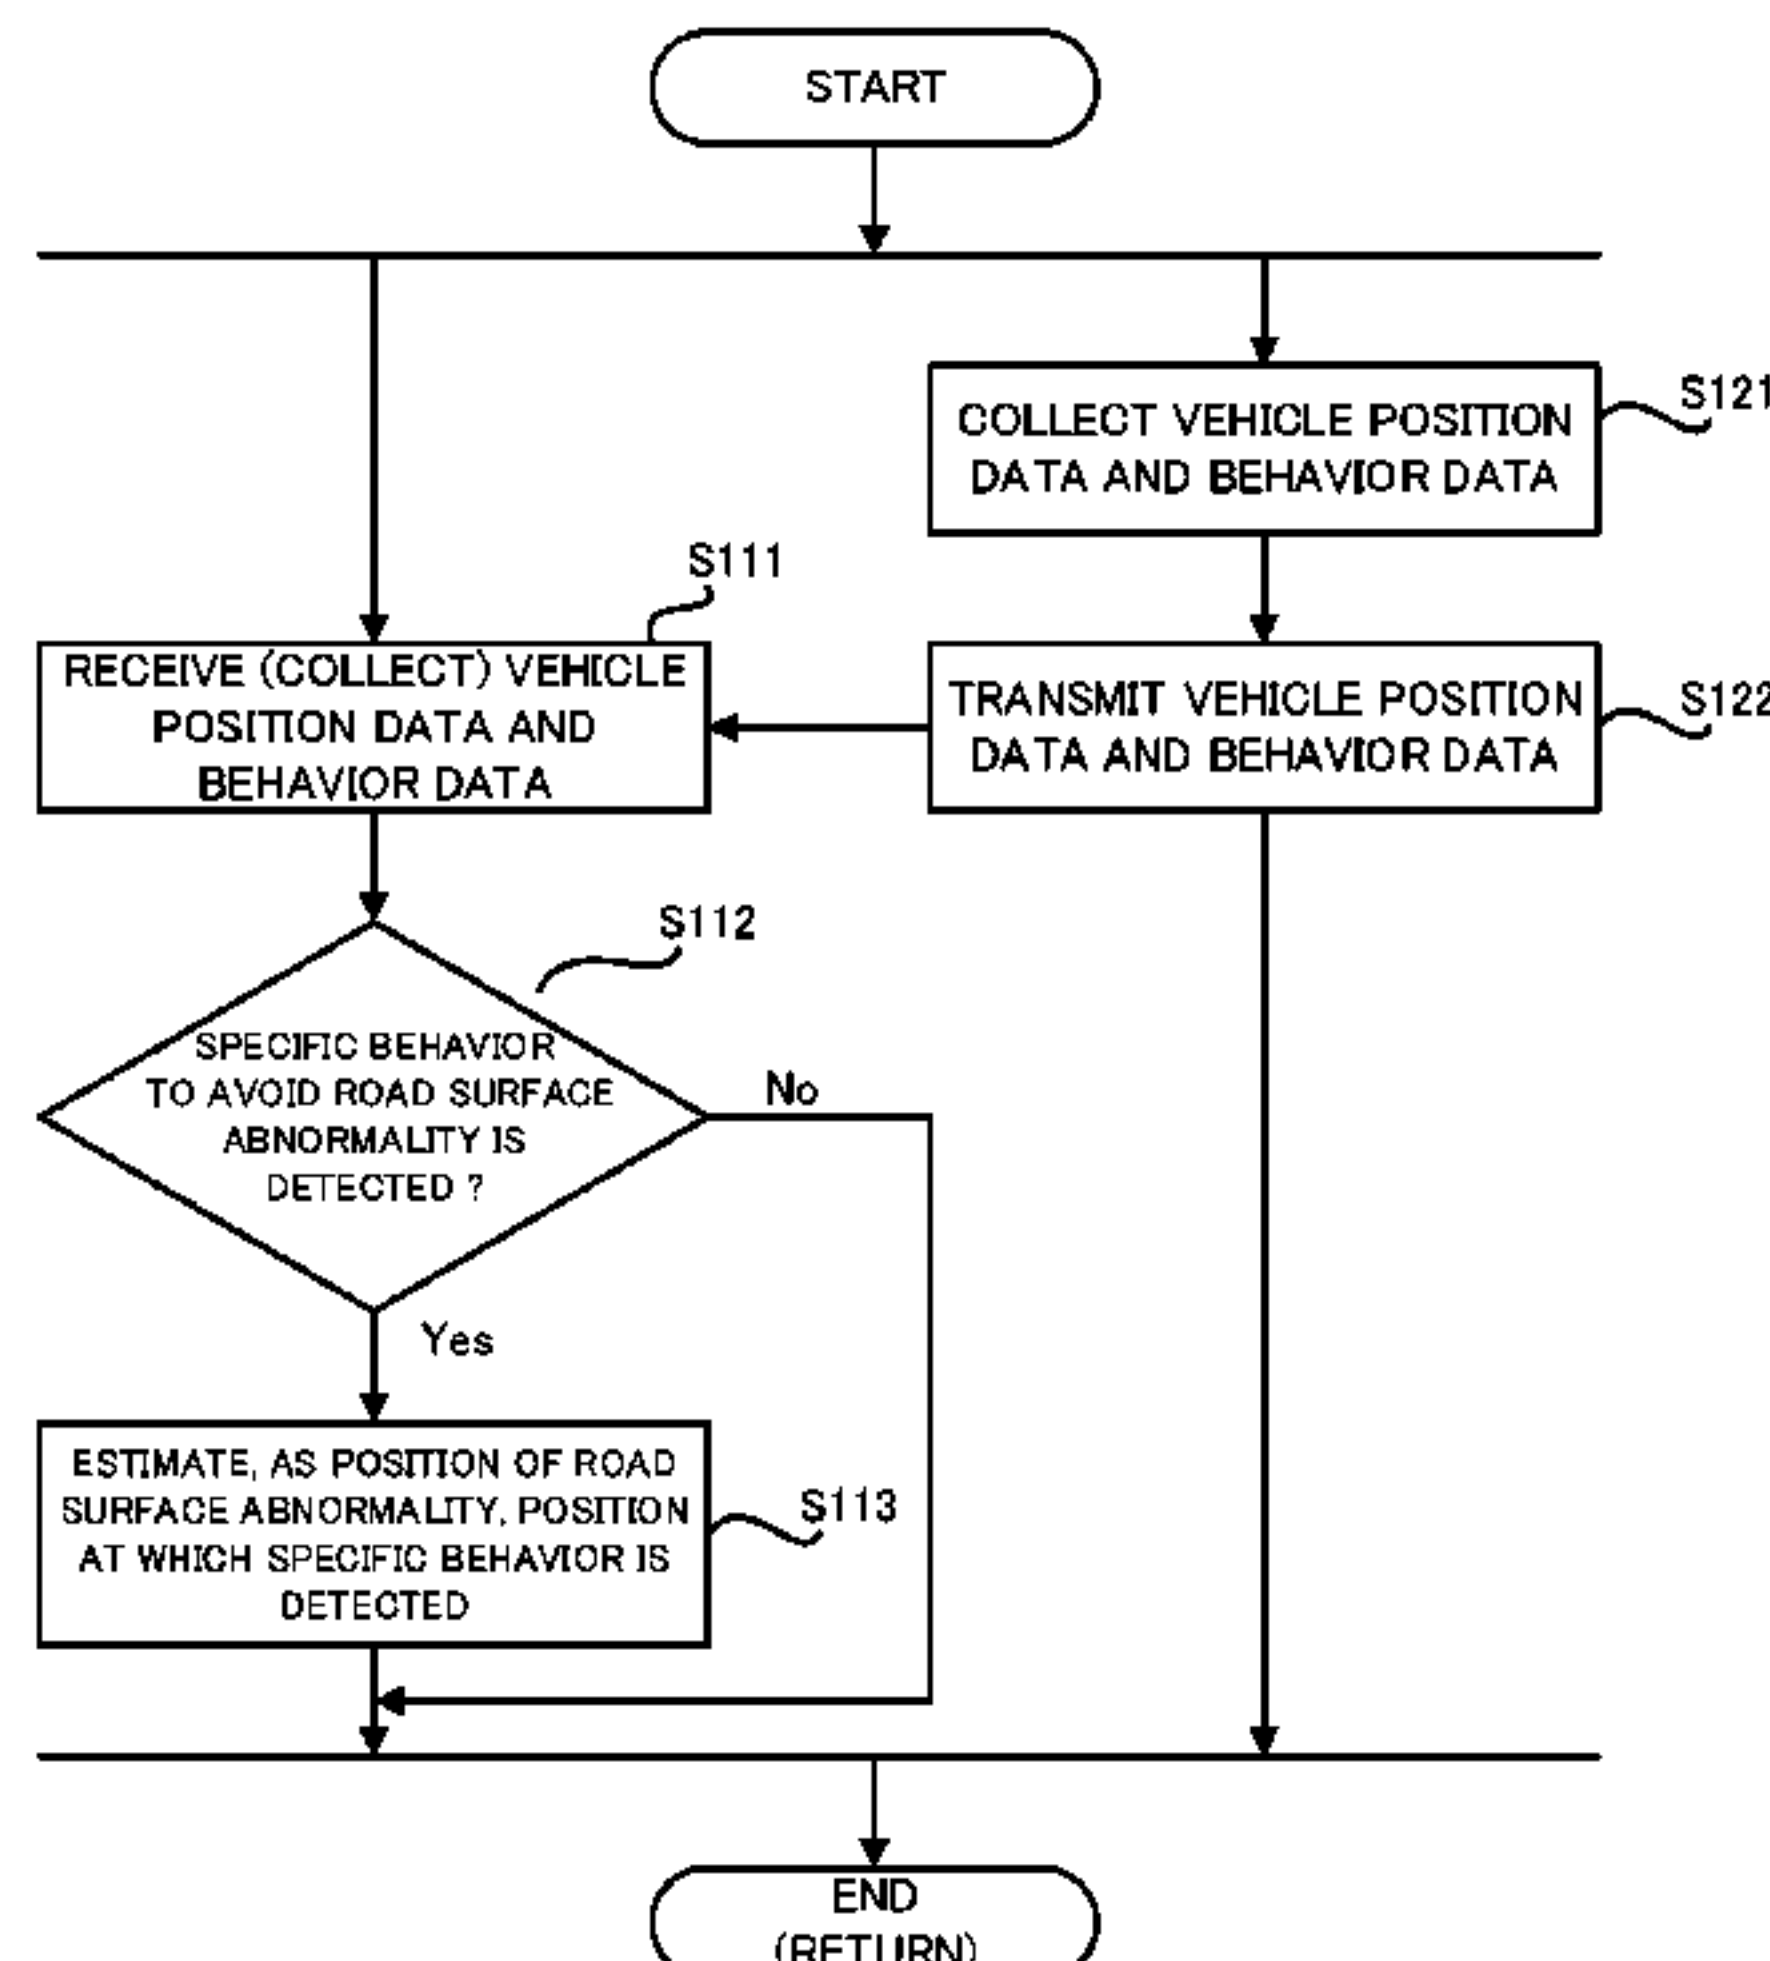 START
COLLECT VEHICLE POSITION
DATA AND BEHAVIOR DATA
S121
S111
RECEIVE (COLLECT) VEHICLE
POSITION DATA AND
BEHAVIOR DATA
TRANSMIT VEHICLE POSITION
DATA AND BEHAVIOR DATA
S122
S112
SPECIFIC BEHAVIOR
TO AVOID ROAD SURFACE
ABNORMALITY IS
DETECTED ?
No
Yes
ESTIMATE, AS POSITION OF ROAD
SURFACE ABNORMALITY, POSITION
AT WHICH SPECIFIC BEHAVIOR IS
DETECTED
S113
END
(RETURN)